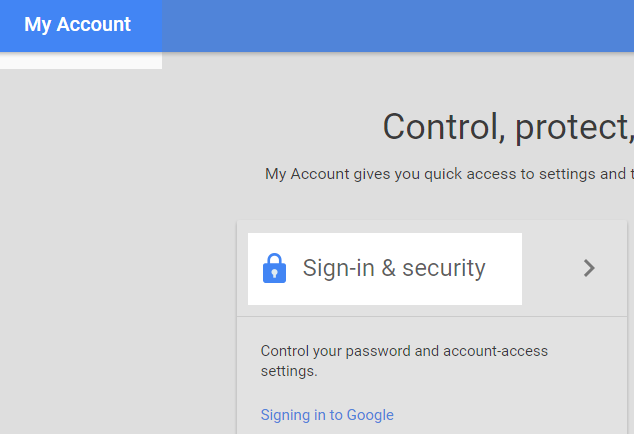 My Account
Control, protect,
My Account gives you quick access to settings and t
Sign-in & security
Control your password and account-access
settings.
Signing in to Google